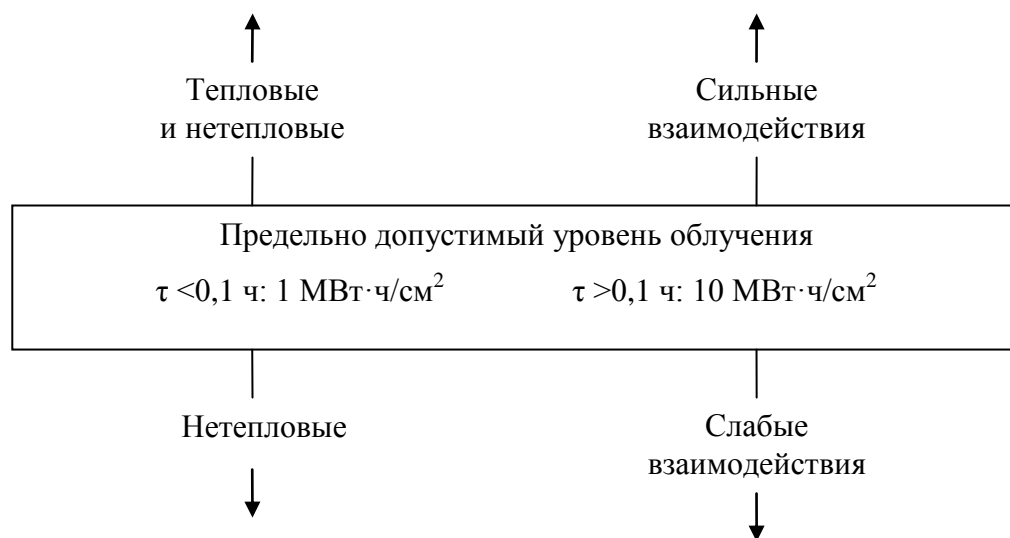 Тепловые
и нетепловые
Сильные
взаимодействия
Предельно допустимый уровень облучения
τ <0,1 ч: 1 МВт·ч/см² τ >0,1 ч: 10 МВт·ч/см²
Нетепловые
Слабые
взаимодействия